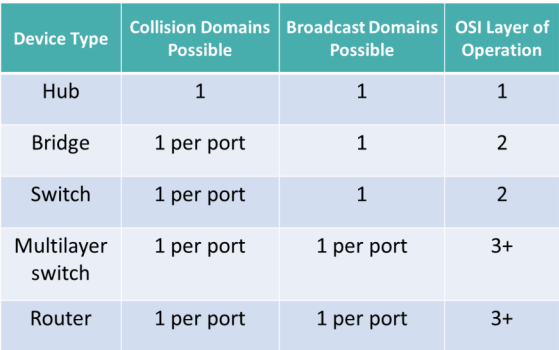 Device Type
Collision Domains
Possible
Broadcast Domains
Possible
OSI Layer of
Operation
Hub
1
1
1
Bridge
1 per port
1
2
Switch
1 per port
1
2
Multilayer
switch
1 per port
1 per port
3+
Router
1 per port
1 per port
3+